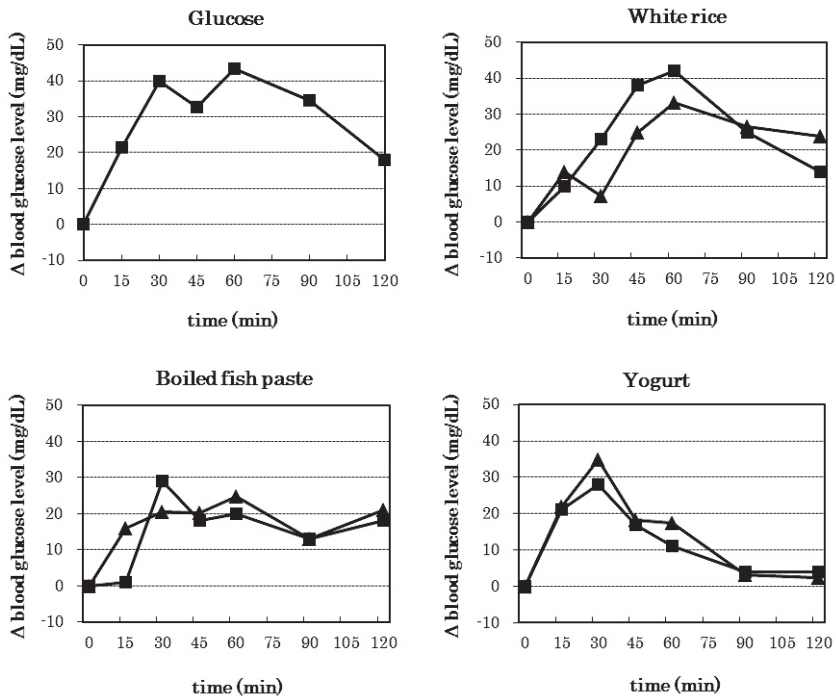 Glucose
Δ blood glucose level (mg/dL)
50
40
30
20
10
0
-10
0 15 30 45 60 75 90 105 120
time (min)
White rice
Δ blood glucose level (mg/dL)
50
40
30
20
10
0
-10
0 15 30 45 60 75 90 105 120
time (min)
Boiled fish paste
Δ blood glucose level (mg/dL)
50
40
30
20
10
0
-10
0 15 30 45 60 75 90 105 120
time (min)
Yogurt
Δ blood glucose level (mg/dL)
50
40
30
20
10
0
-10
0 15 30 45 60 75 90 105 120
time (min)